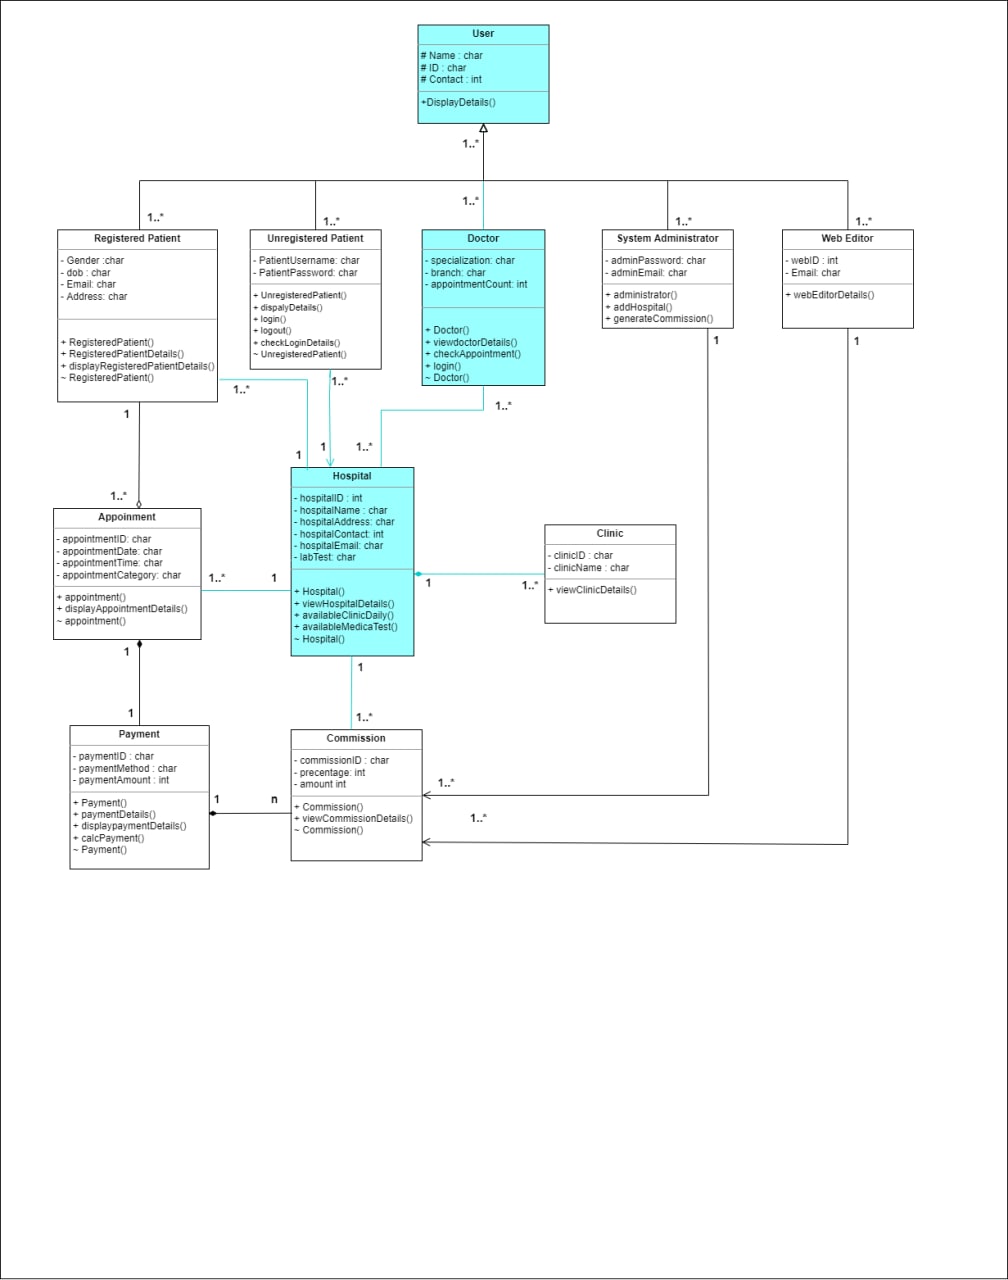 User
# Name : char
# ID : char
# Contact : int
+DisplayDetails()
1..*
1..*
1..*
1..*
1..*
1..*
Registered Patient
- Gender :char
- dob : char
- Email: char
- Address: char
+ RegisteredPatient()
+ RegisteredPatientDetails()
+ displayRegisteredPatientDetails()
~ RegisteredPatient()
Unregistered Patient
- PatientUsername: char
- PatientPassword: char
+ UnregisteredPatient()
+ dispalyDetails()
+ login()
+ logout()
+ checkLoginDetails()
~ UnregisteredPatient()
Doctor
- specialization: char
- branch: char
- appointmentCount: int
+ Doctor()
+ viewdoctorDetails()
+ checkAppointment()
+ login()
~ Doctor()
System Administrator
- adminPassword: char
- adminEmail: char
+ administrator()
+ addHospital()
+ generateCommission()
Web Editor
- webID : int
- Email: char
+ webEditorDetails()
1
1
1..*
1..*
1..*
1
1
1
1..*
1..*
Appoinment
- appointmentID: char
- appointmentDate: char
- appointmentTime: char
- appointmentCategory: char
+ appointment()
+ displayAppointmentDetails()
~ appointment()
Hospital
- hospitalID : int
- hospitalName : char
- hospitalAddress: char
- hospitalContact: int
- hospitalEmail: char
- labTest: char
+ Hospital()
+ viewHospitalDetails()
+ availableClinicDaily()
+ availableMedicaTest()
~ Hospital()
Clinic
- clinicID : char
- clinicName : char
+ viewClinicDetails()
1..*
1
1
1..*
1
1
1
1..*
Payment
- paymentID : char
- paymentMethod : char
- paymentAmount : int
+ Payment()
+ paymentDetails()
+ displaypaymentDetails()
+ calcPayment()
~ Payment()
1
n
Commission
- commissionID : char
- precentage: int
- amount int
+ Commission()
+ viewCommissionDetails()
~ Commission()
1..*
1..*